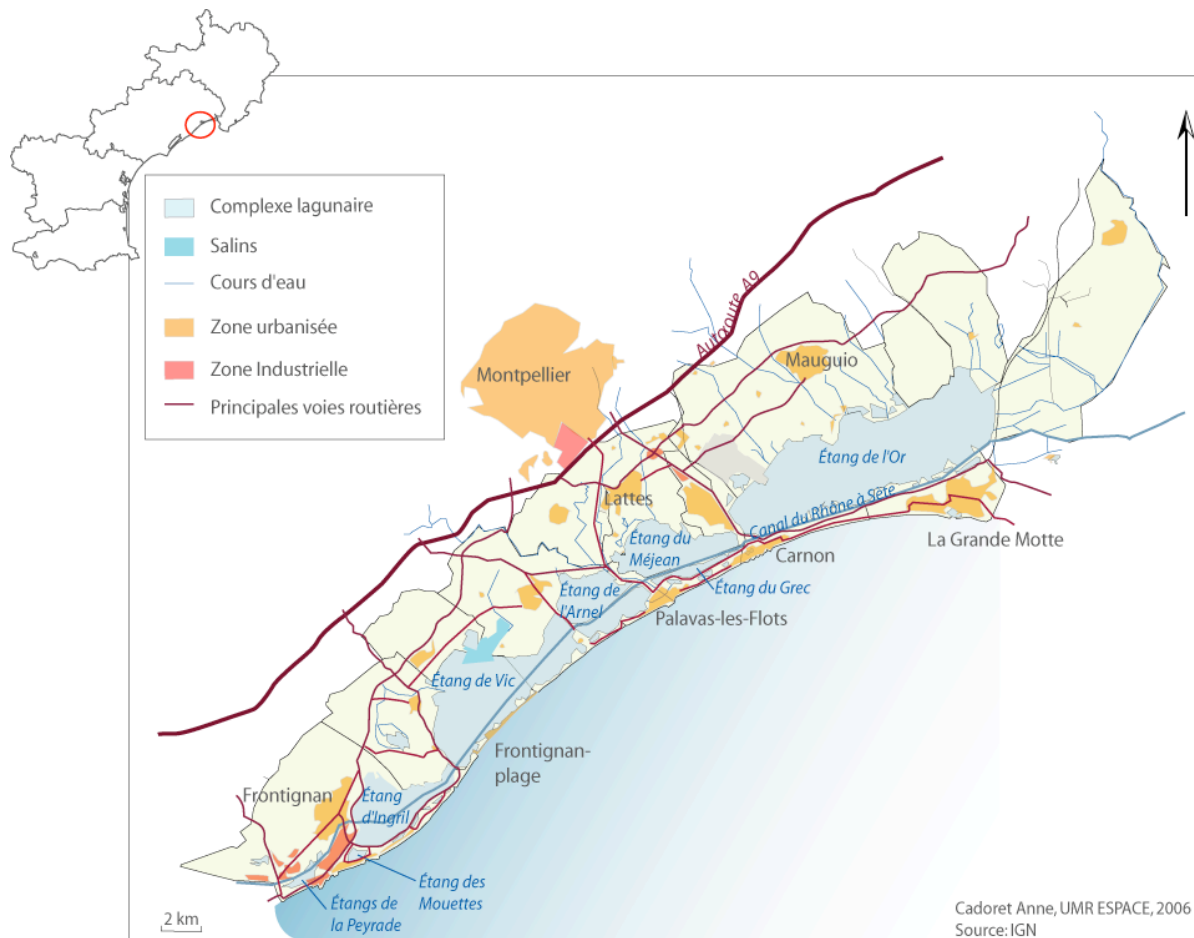 Complexe lagunaire
Salins
Cours d'eau
Zone urbanisée
Zone Industrielle
Principales voies routières
Autoroute A9
Montpellier
Mauguio
Étang de l'Or
Lattes
Canal du Rhône à Sète
Étang du
Méjean
La Grande Motte
Carnon
Étang de
l'Arnel
Étang du Grec
Palavas-les-Flots
Étang de Vic
Frontignan-
plage
Frontignan
Étang
d'Ingril
Étang des
Mouettes
Étangs de
la Peyrade
2 km
Cadoret Anne, UMR ESPACE, 2006
Source: IGN